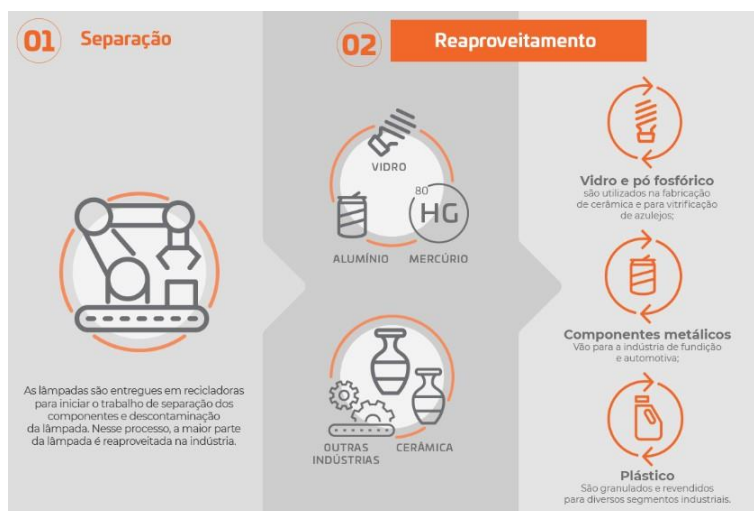 01 Separação
As lâmpadas são entregues em recicladoras
para iniciar o trabalho de separação dos
componentes e descontaminação
da lâmpada. Nesse processo, a maior parte
da lâmpada é reaproveitada na indústria.
02 Reaproveitamento
VIDRO
80
HG
ALUMÍNIO MERCÚRIO
OUTRAS
INDÚSTRIAS CERÂMICA
Vidro e pó fosfórico
são utilizados na fabricação
de cerâmica e para vitrificação
de azulejos;
Componentes metálicos
Vão para a indústria de fundição
e automotiva;
Plástico
São granulados e revendidos
para diversos segmentos industriais.